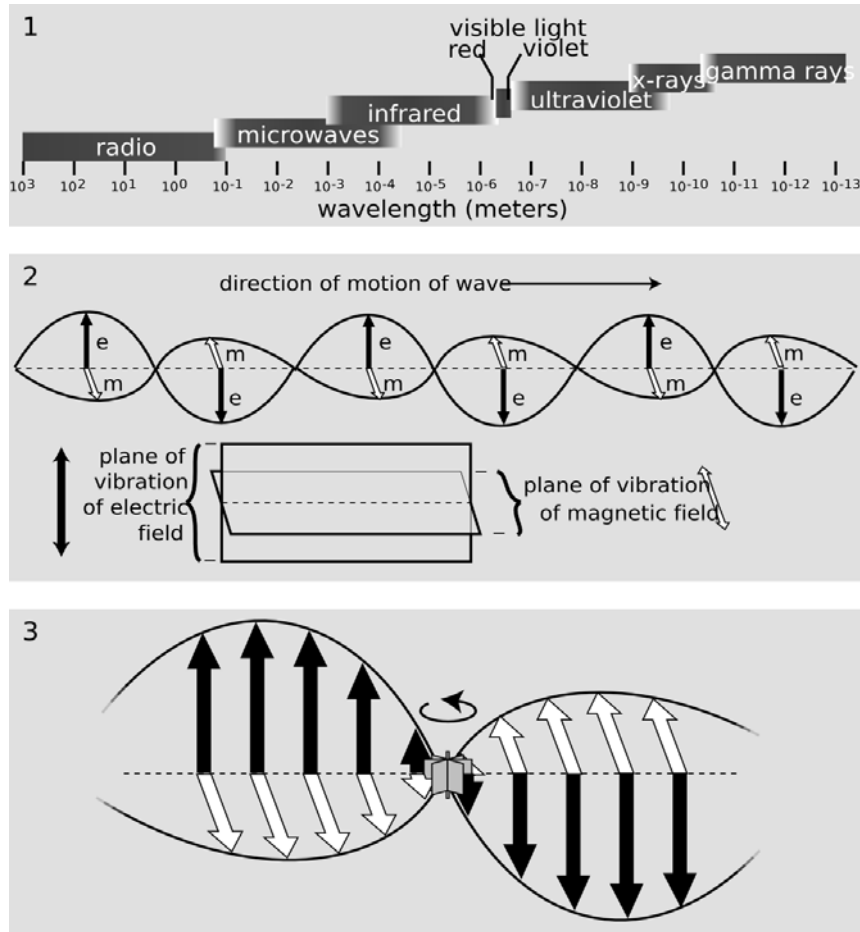 1
visible light
red violet
radio
microwaves
infrared
ultraviolet
x-rays
gamma rays
10³ 10² 10¹ 10⁰ 10⁻¹ 10⁻² 10⁻³ 10⁻⁴ 10⁻⁵ 10⁻⁶ 10⁻⁷ 10⁻⁸ 10⁻⁹ 10⁻¹⁰ 10⁻¹¹ 10⁻¹² 10⁻¹³
wavelength (meters)
2
direction of motion of wave
e m e m e m
m e m e m e
plane of
vibration
of electric
field
plane of vibration
of magnetic field
3